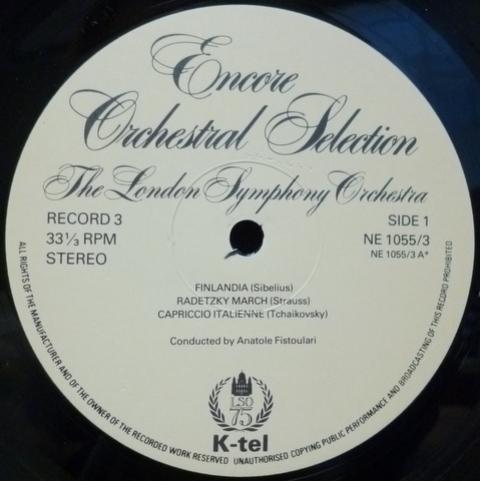 Encore
Orchestral Selection
The London Symphony Orchestra
RECORD 3
33⅓ RPM
STEREO
SIDE 1
NE 1055/3
NE 1055/3 A*
FINLANDIA (Sibelius)
RADETZKY MARCH (Strauss)
CAPRICCIO ITALIENNE (Tchaikovsky)
Conducted by Anatole Fistoulari
LSO
75
K-tel
ALL RIGHTS OF THE MANUFACTURER AND OF THE OWNER OF THE RECORDED WORK RESERVED UNAUTHORISED COPYING PUBLIC PERFORMANCE AND BROADCASTING OF THIS RECORD PROHIBITED